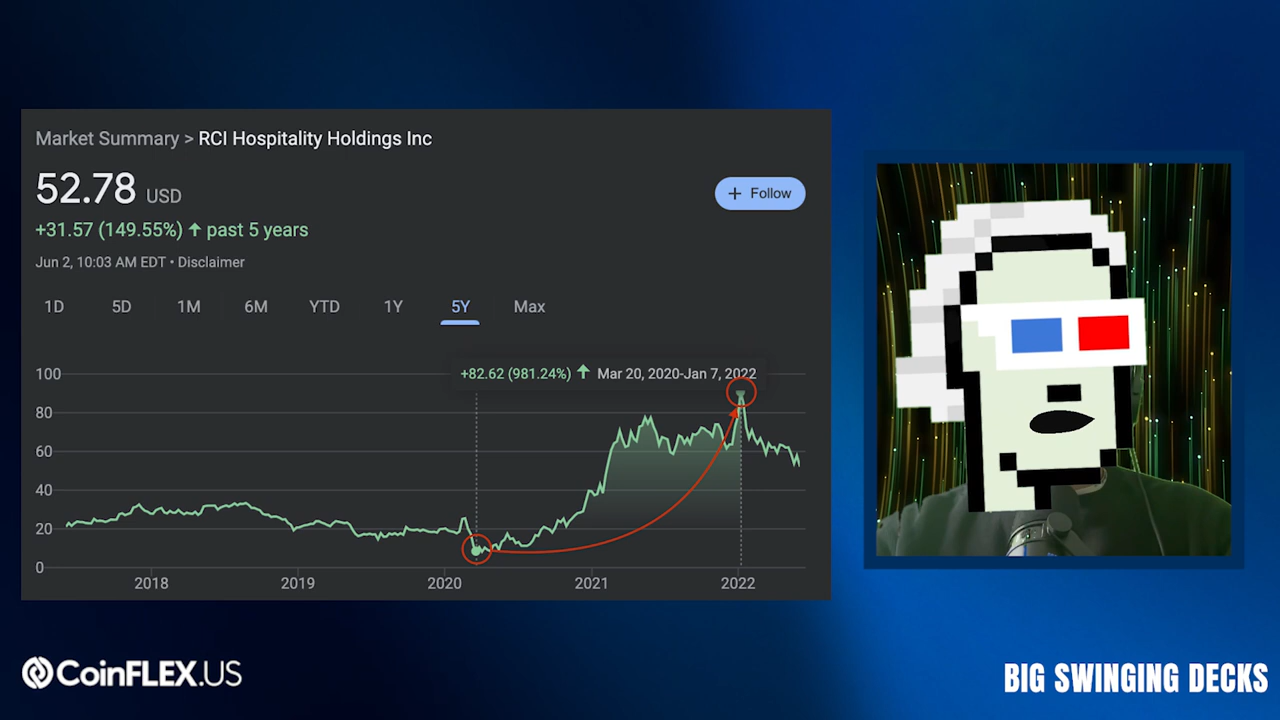 Market Summary > RCI Hospitality Holdings Inc
52.78 USD
+ Follow
+31.57 (149.55%) ↑ past 5 years
Jun 2, 10:03 AM EDT • Disclaimer
1D 5D 1M 6M YTD 1Y 5Y Max
+82.62 (981.24%) ↑ Mar 20, 2020-Jan 7, 2022
100
80
60
40
20
0
2018 2019 2020 2021 2022
CoinFLEX.US
BIG SWINGING DECKS